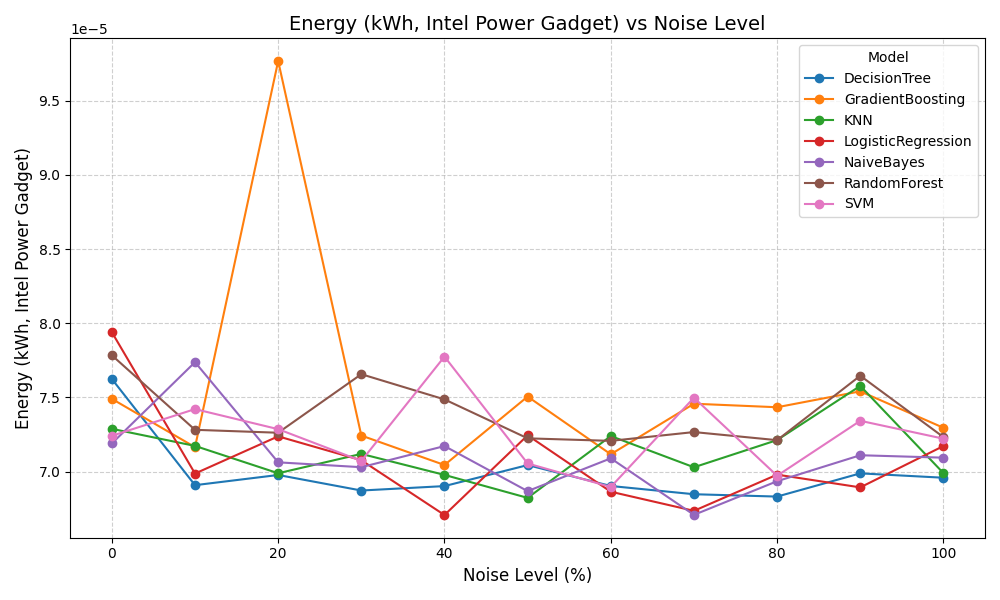 Energy (kWh, Intel Power Gadget) vs Noise Level
1e−5
Energy (kWh, Intel Power Gadget)
9.5
9.0
8.5
8.0
7.5
7.0
Model
DecisionTree
GradientBoosting
KNN
LogisticRegression
NaiveBayes
RandomForest
SVM
0 20 40 60 80 100
Noise Level (%)